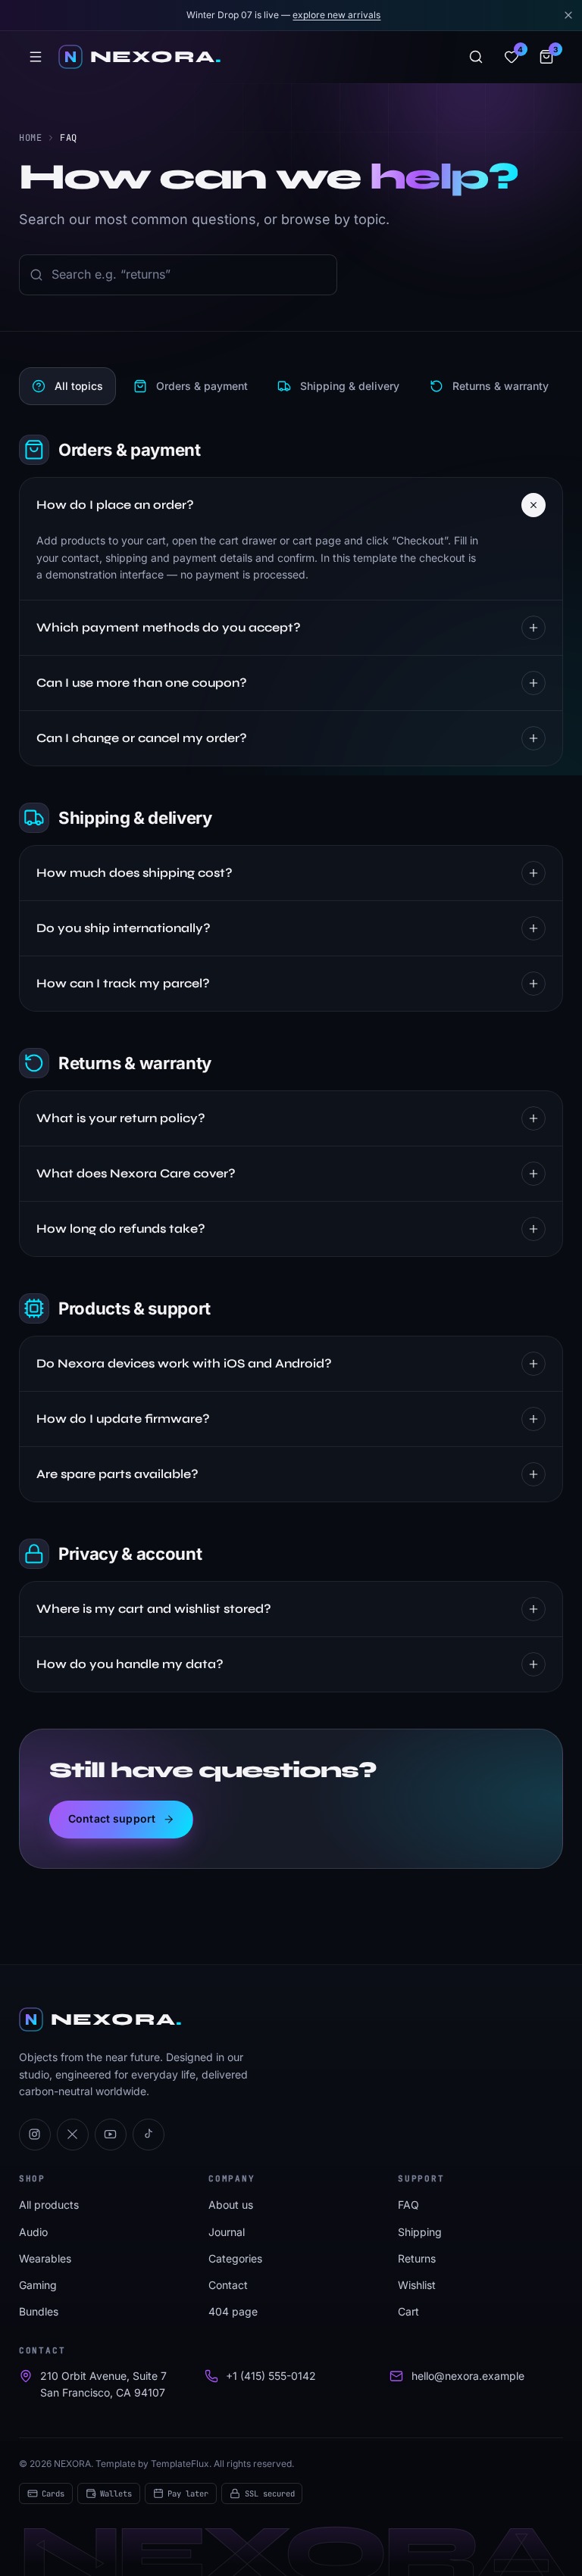 Winter Drop 07 is live — explore new arrivals
N NEXORA.
4
3
HOME > FAQ
How can we help?
Search our most common questions, or browse by topic.
Search e.g. “returns”
All topics
Orders & payment
Shipping & delivery
Returns & warranty
Orders & payment
How do I place an order?
Add products to your cart, open the cart drawer or cart page and click “Checkout”. Fill in
your contact, shipping and payment details and confirm. In this template the checkout is
a demonstration interface — no payment is processed.
Which payment methods do you accept?
Can I use more than one coupon?
Can I change or cancel my order?
Shipping & delivery
How much does shipping cost?
Do you ship internationally?
How can I track my parcel?
Returns & warranty
What is your return policy?
What does Nexora Care cover?
How long do refunds take?
Products & support
Do Nexora devices work with iOS and Android?
How do I update firmware?
Are spare parts available?
Privacy & account
Where is my cart and wishlist stored?
How do you handle my data?
Still have questions?
Contact support
N NEXORA.
Objects from the near future. Designed in our
studio, engineered for everyday life, delivered
carbon-neutral worldwide.
SHOP
All products
Audio
Wearables
Gaming
Bundles
COMPANY
About us
Journal
Categories
Contact
404 page
SUPPORT
FAQ
Shipping
Returns
Wishlist
Cart
CONTACT
210 Orbit Avenue, Suite 7
San Francisco, CA 94107
+1 (415) 555-0142
hello@nexora.example
© 2026 NEXORA. Template by TemplateFlux. All rights reserved.
Cards
Wallets
Pay later
SSL secured
NEXORA